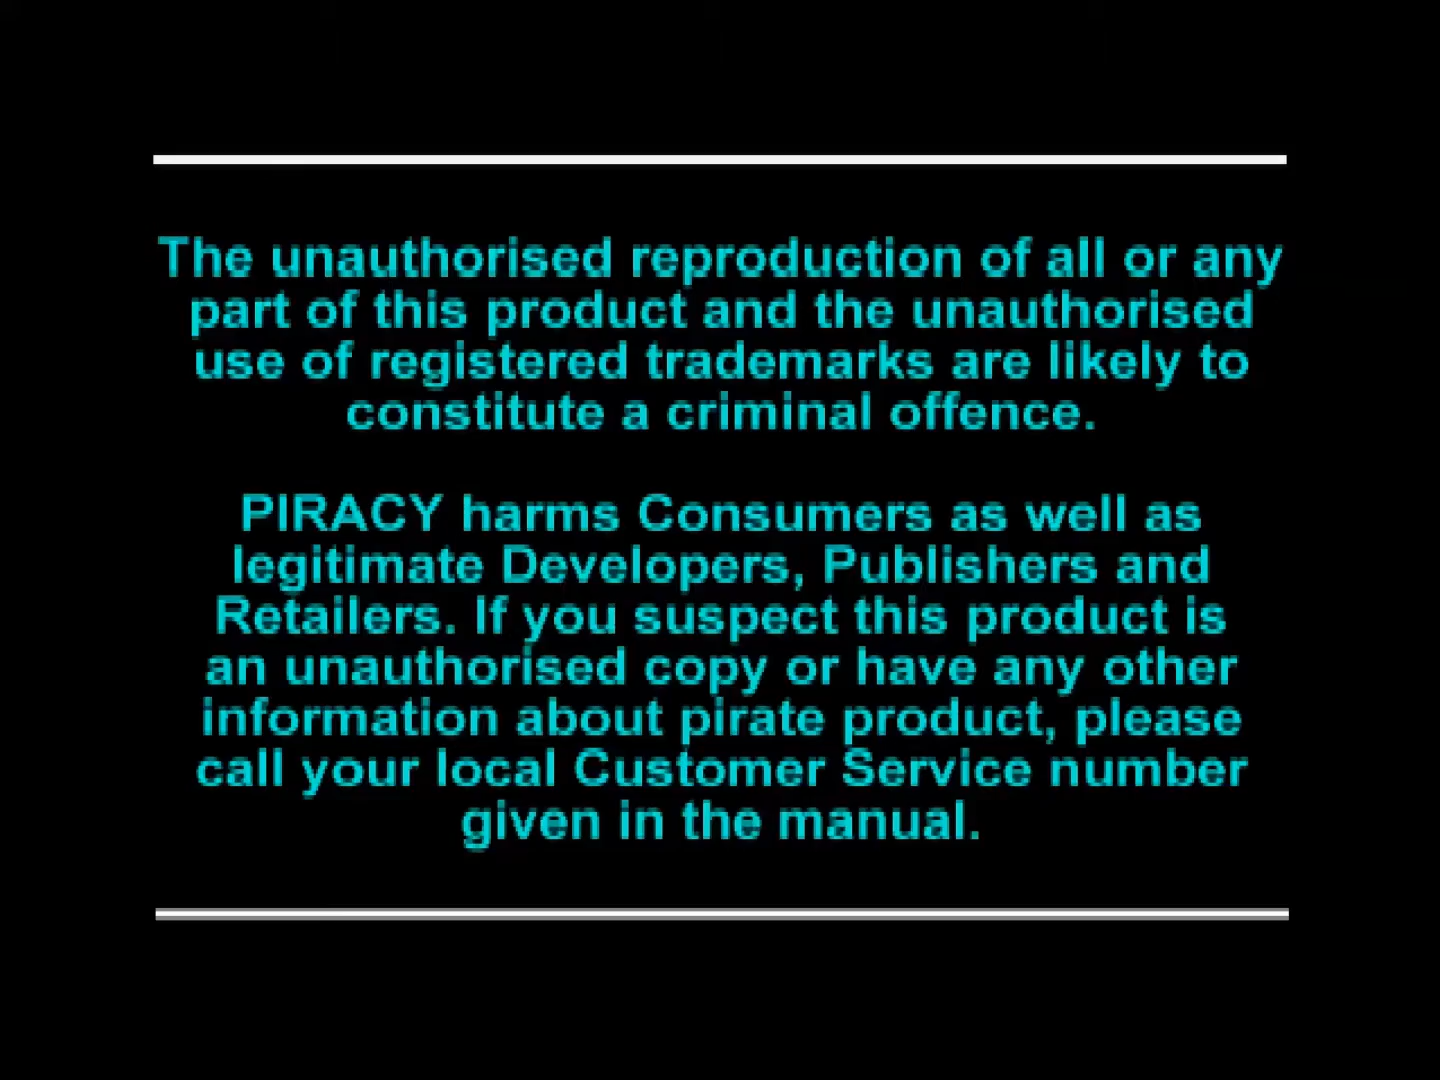 The unauthorised reproduction of all or any
part of this product and the unauthorised
use of registered trademarks are likely to
constitute a criminal offence.
PIRACY harms Consumers as well as
legitimate Developers, Publishers and
Retailers. If you suspect this product is
an unauthorised copy or have any other
information about pirate product, please
call your local Customer Service number
given in the manual.